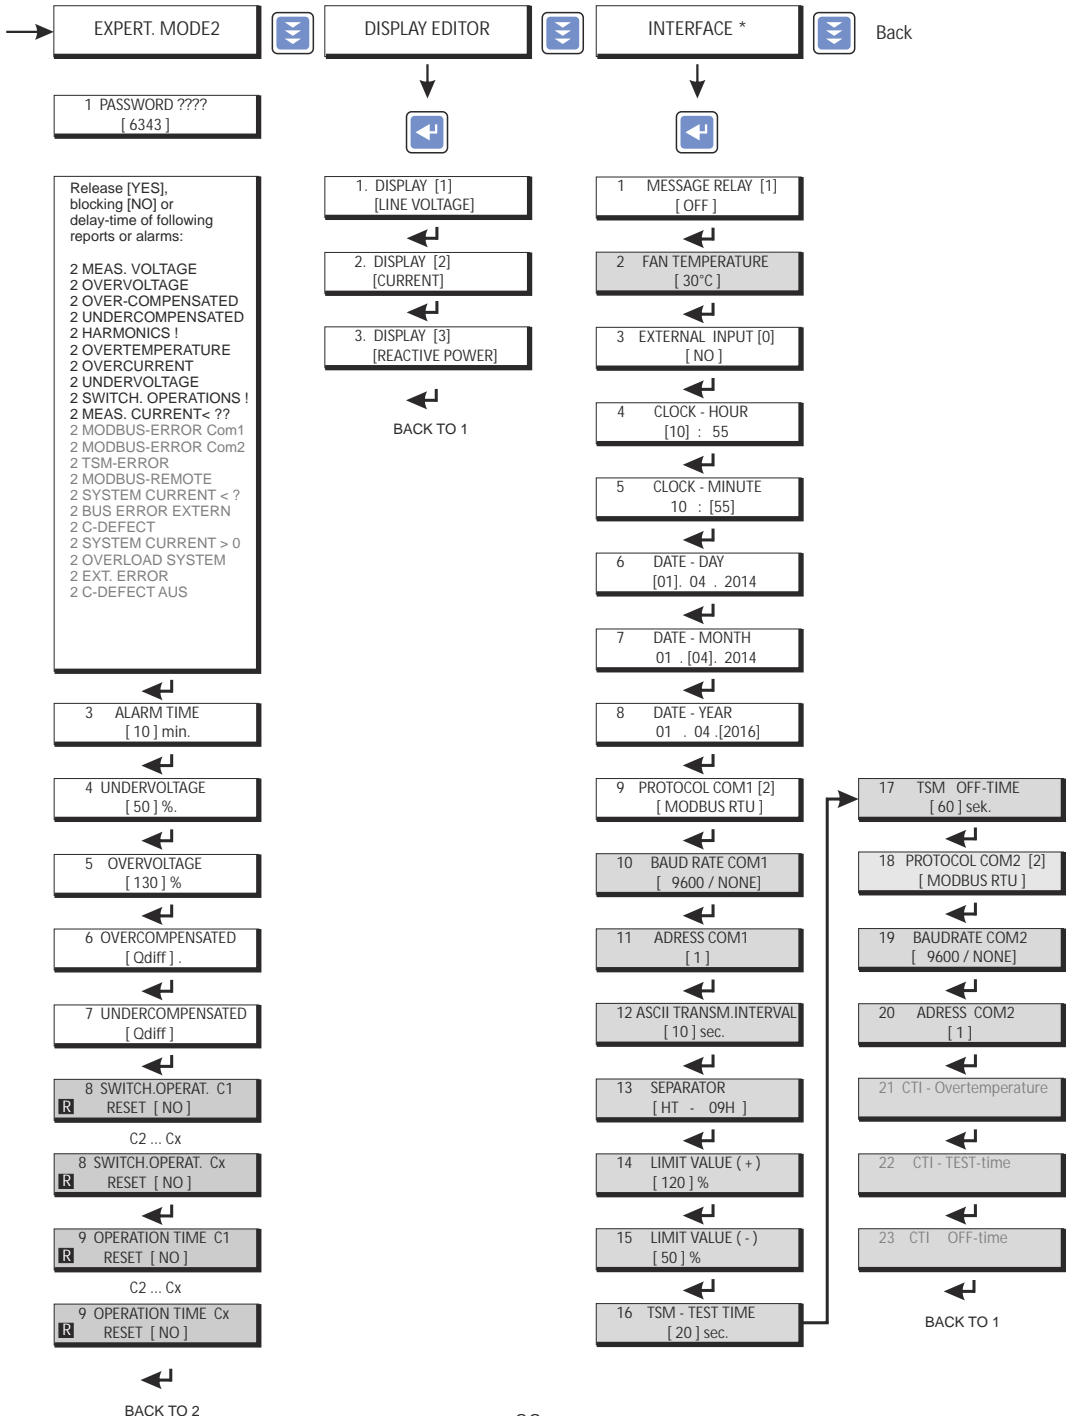 EXPERT. MODE2
DISPLAY EDITOR
INTERFACE *
Back
1 PASSWORD ????
[ 6343 ]
Release [YES],
blocking [NO] or
delay-time of following
reports or alarms:
2 MEAS. VOLTAGE
2 OVERVOLTAGE
2 OVER-COMPENSATED
2 UNDERCOMPENSATED
2 HARMONICS !
2 OVERTEMPERATURE
2 OVERCURRENT
2 UNDERVOLTAGE
2 SWITCH. OPERATIONS !
2 MEAS. CURRENT< ??
2 MODBUS-ERROR Com1
2 MODBUS-ERROR Com2
2 TSM-ERROR
2 MODBUS-REMOTE
2 SYSTEM CURRENT < ?
2 BUS ERROR EXTERN
2 C-DEFECT
2 SYSTEM CURRENT > 0
2 OVERLOAD SYSTEM
2 EXT. ERROR
2 C-DEFECT AUS
3 ALARM TIME
[ 10 ] min.
4 UNDERVOLTAGE
[ 50 ] %.
5 OVERVOLTAGE
[ 130 ] %
6 OVERCOMPENSATED
[ Qdiff ] .
7 UNDERCOMPENSATED
[ Qdiff ]
8 SWITCH.OPERAT. C1
R RESET [ NO ]
C2 ... Cx
8 SWITCH.OPERAT. Cx
R RESET [ NO ]
9 OPERATION TIME C1
R RESET [ NO ]
C2 ... Cx
9 OPERATION TIME Cx
R RESET [ NO ]
BACK TO 2
1. DISPLAY [1]
[LINE VOLTAGE]
2. DISPLAY [2]
[CURRENT]
3. DISPLAY [3]
[REACTIVE POWER]
BACK TO 1
1 MESSAGE RELAY [1]
[ OFF ]
2 FAN TEMPERATURE
[ 30°C ]
3 EXTERNAL INPUT [0]
[ NO ]
4 CLOCK - HOUR
[10] : 55
5 CLOCK - MINUTE
10 : [55]
6 DATE - DAY
[01]. 04 . 2014
7 DATE - MONTH
01 . [04]. 2014
8 DATE - YEAR
01 . 04 .[2016]
9 PROTOCOL COM1 [2]
[ MODBUS RTU ]
10 BAUD RATE COM1
[ 9600 / NONE]
11 ADRESS COM1
[ 1 ]
12 ASCII TRANSM.INTERVAL
[ 10 ] sec.
13 SEPARATOR
[ HT - 09H ]
14 LIMIT VALUE ( + )
[ 120 ] %
15 LIMIT VALUE ( - )
[ 50 ] %
16 TSM - TEST TIME
[ 20 ] sec.
17 TSM OFF-TIME
[ 60 ] sek.
18 PROTOCOL COM2 [2]
[ MODBUS RTU ]
19 BAUDRATE COM2
[ 9600 / NONE]
20 ADRESS COM2
[ 1 ]
21 CTI - Overtemperature
22 CTI - TEST-time
23 CTI OFF-time
BACK TO 1